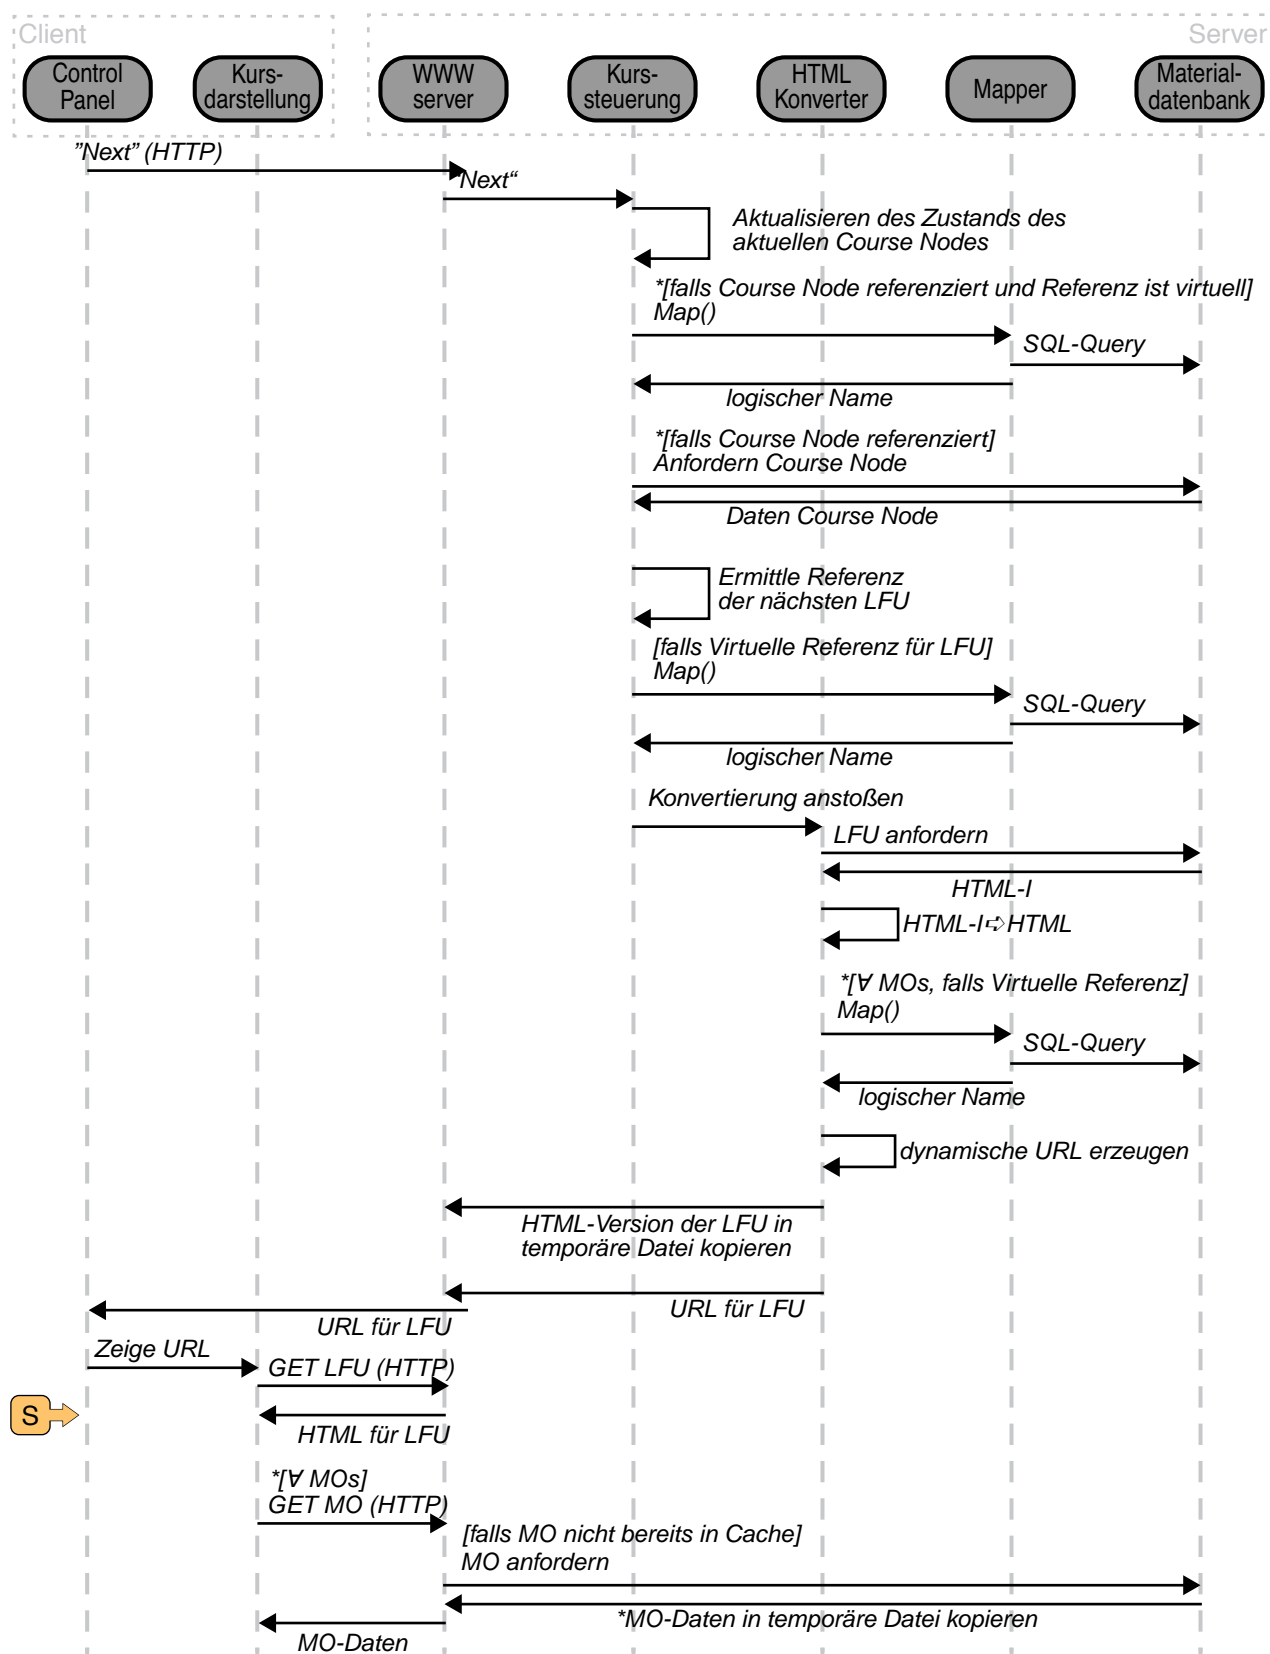 Client
Server
Control
Panel
Kurs-
darstellung
WWW
server
Kurs-
steuerung
HTML
Konverter
Mapper
Material-
datenbank
”Next” (HTTP)
”Next“
Aktualisieren des Zustands des
aktuellen Course Nodes
*[falls Course Node referenziert und Referenz ist virtuell]
Map()
SQL-Query
logischer Name
*[falls Course Node referenziert]
Anfordern Course Node
Daten Course Node
Ermittle Referenz
der nächsten LFU
[falls Virtuelle Referenz für LFU]
Map()
SQL-Query
logischer Name
Konvertierung anstoßen
LFU anfordern
HTML-I
HTML-I➪HTML
*[∀ MOs, falls Virtuelle Referenz]
Map()
SQL-Query
logischer Name
dynamische URL erzeugen
HTML-Version der LFU in
temporäre Datei kopieren
URL für LFU
URL für LFU
Zeige URL
GET LFU (HTTP)
S
HTML für LFU
*[∀ MOs]
GET MO (HTTP)
[falls MO nicht bereits in Cache]
MO anfordern
*MO-Daten in temporäre Datei kopieren
MO-Daten